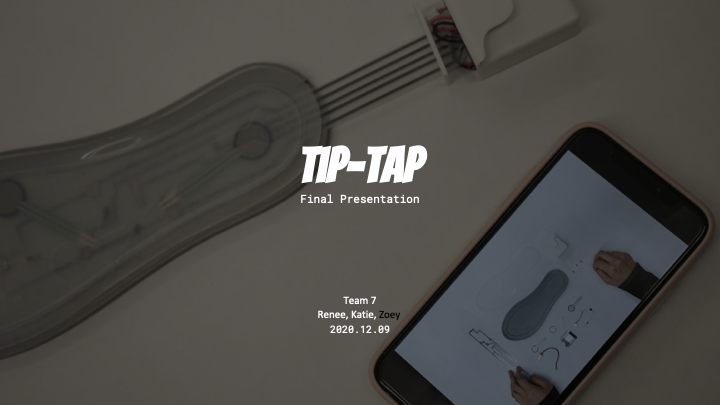 TIP-TAP
Final Presentation
Team 7
Renee, Katie, Zoey
2020.12.09